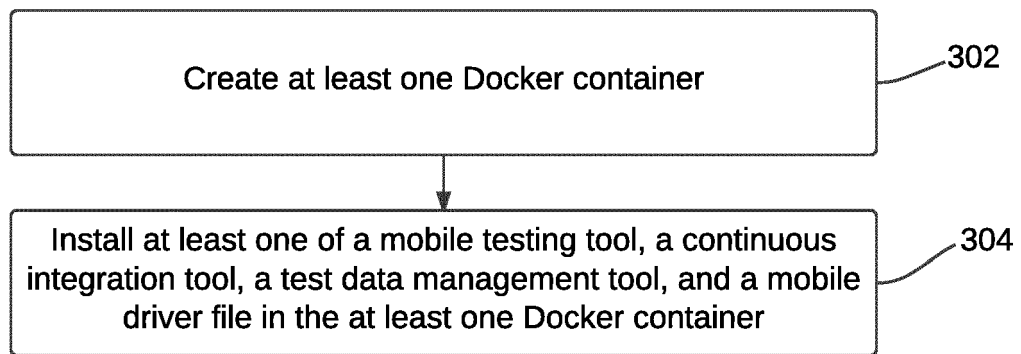 Create at least one Docker container
302
Install at least one of a mobile testing tool, a continuous
integration tool, a test data management tool, and a mobile
driver file in the at least one Docker container
304